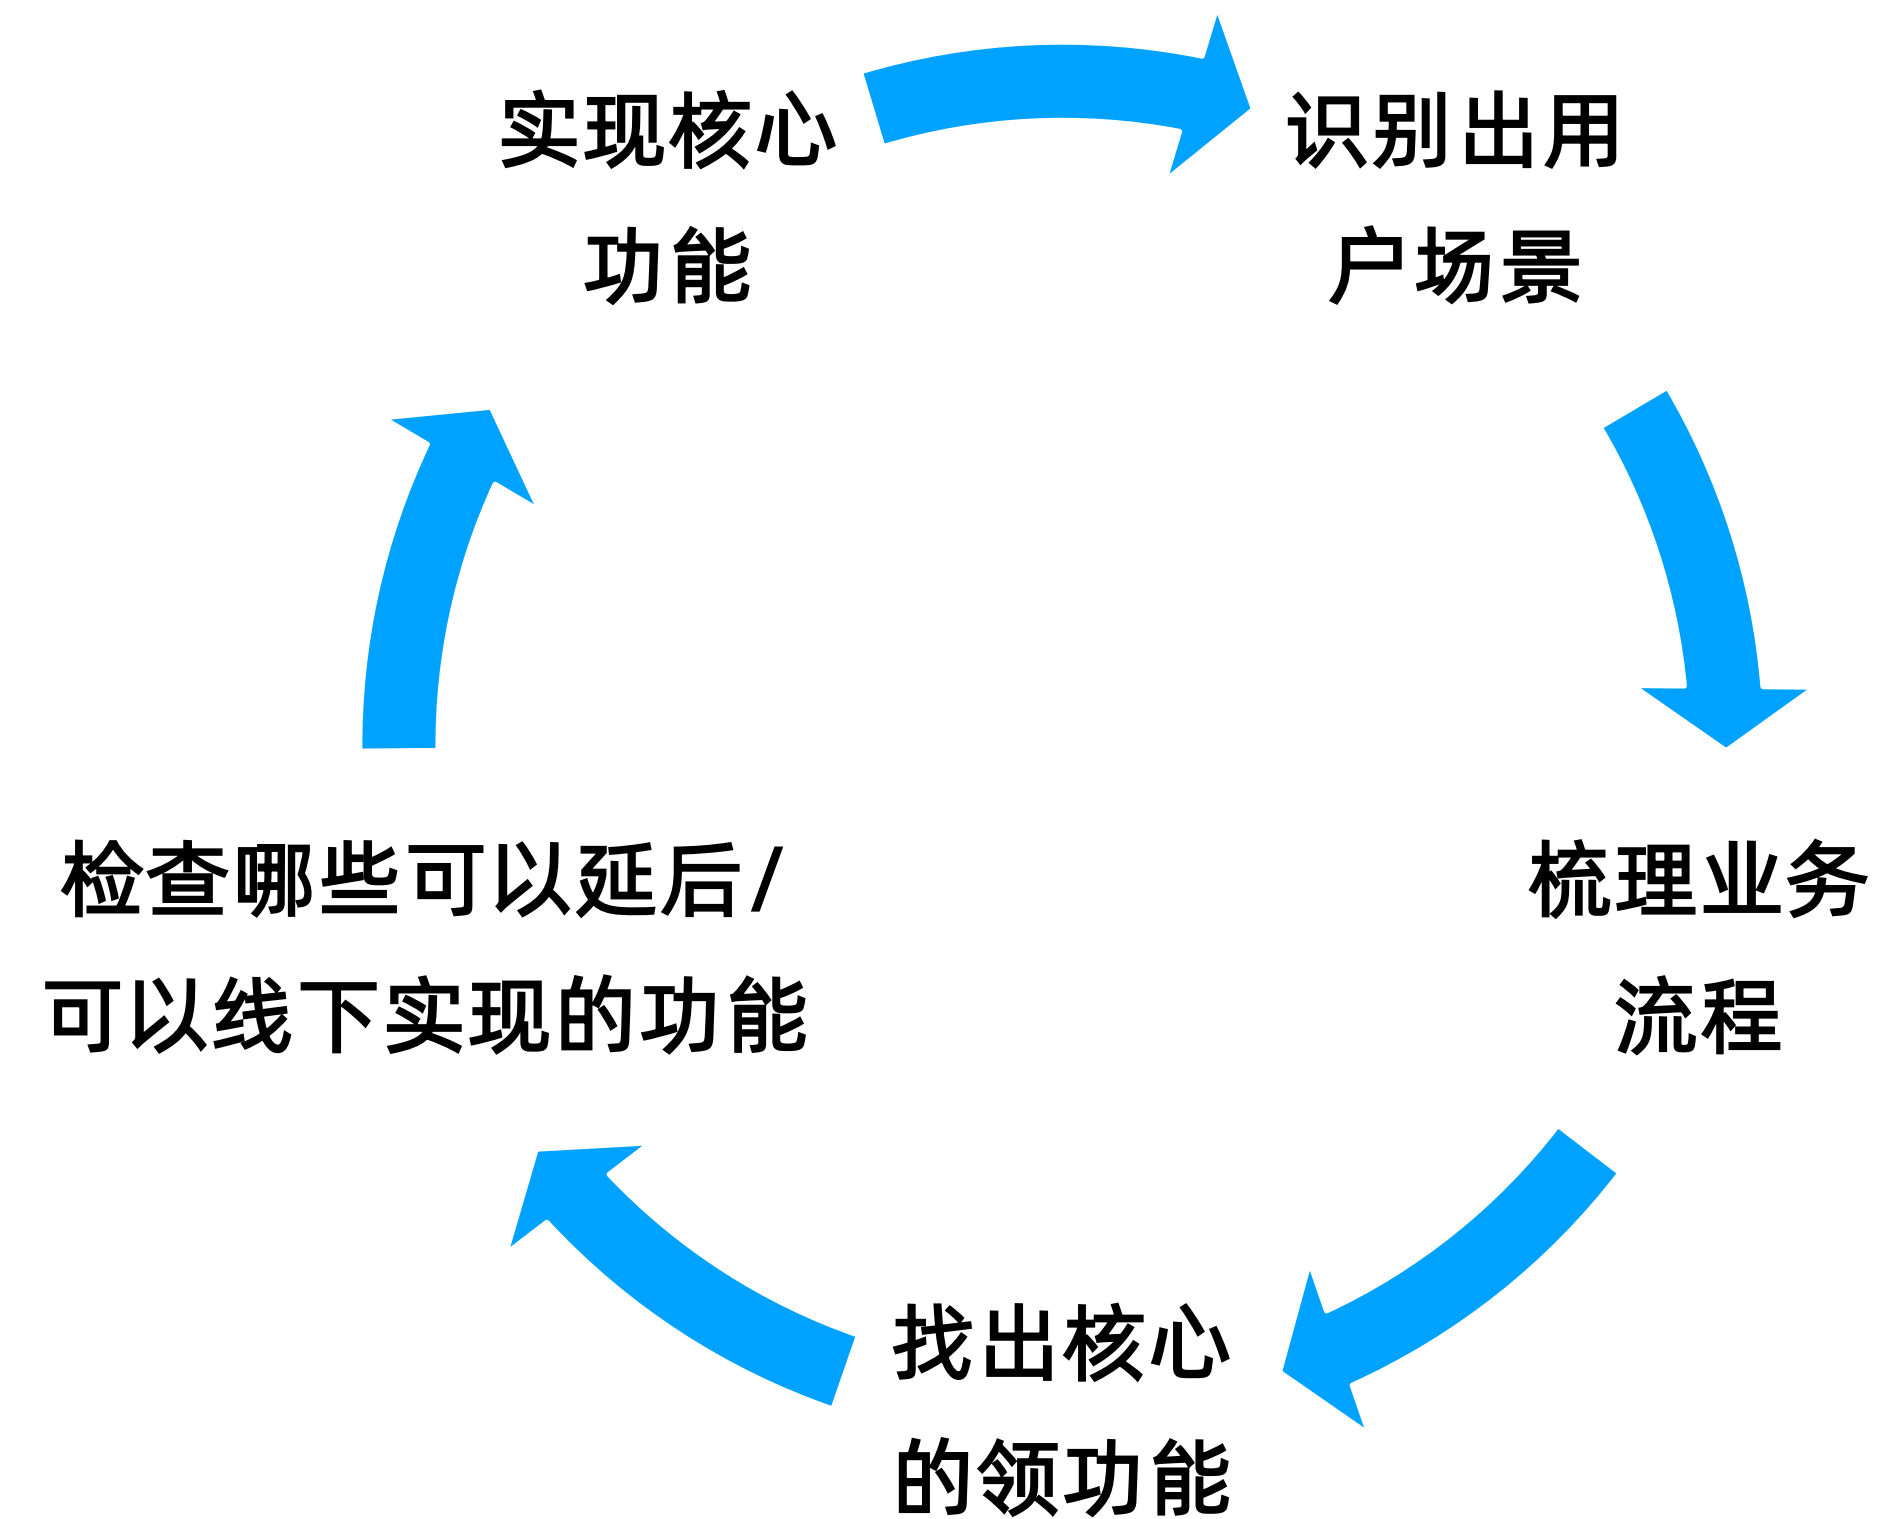 实现核心
功能
识别出用
户场景
梳理业务
流程
找出核心
的领功能
检查哪些可以延后/
可以线下实现的功能